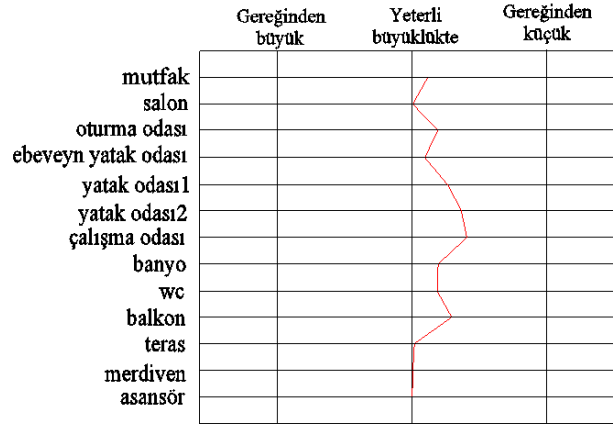 Gereğinden
büyük
Yeterli
büyüklükte
Gereğinden
küçük
mutfak
salon
oturma odası
ebeveyn yatak odası
yatak odası1
yatak odası2
çalışma odası
banyo
wc
balkon
teras
merdiven
asansör